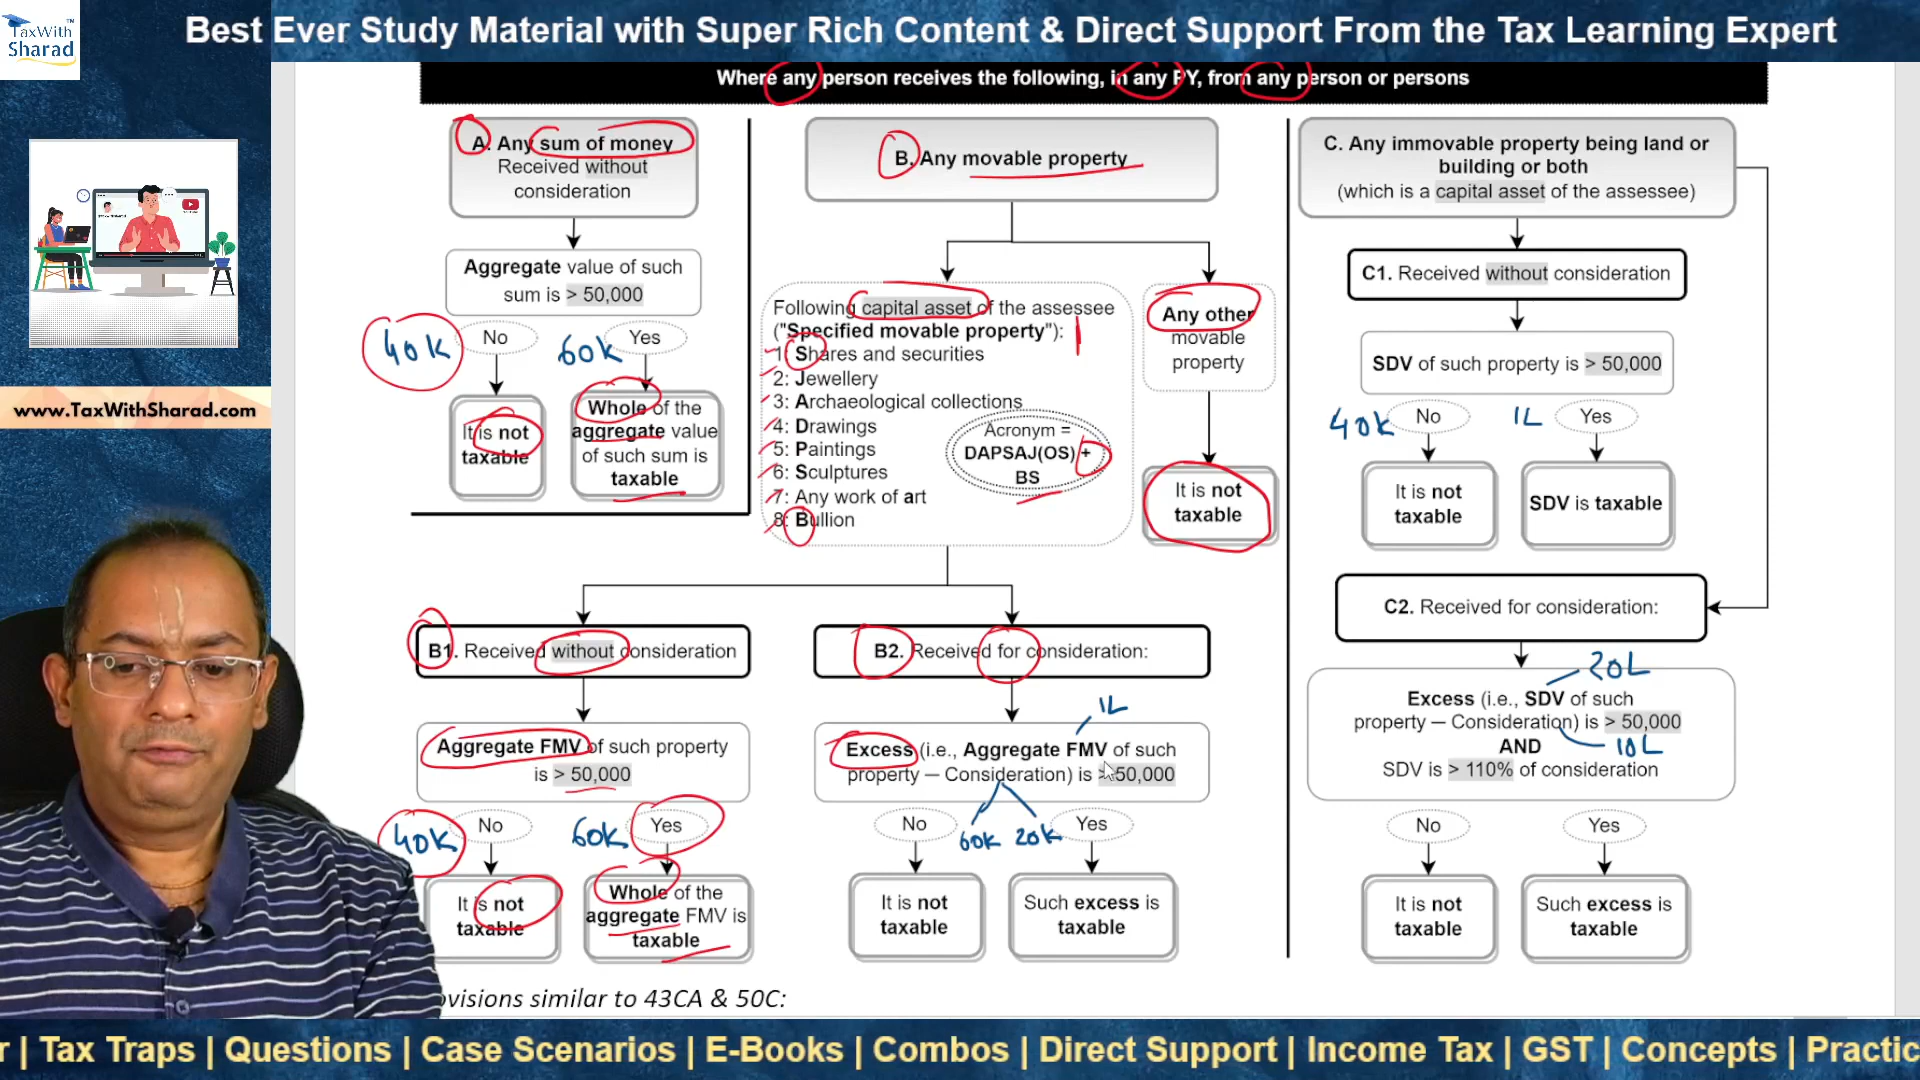 TaxWith
Sharad
Best Ever Study Material with Super Rich Content & Direct Support From the Tax Learning Expert
www.TaxWithSharad.com
Where any person receives the following, in any PY, from any person or persons
A. Any sum of money
Received without
consideration
Aggregate value of such
sum is > 50,000
40K
No
60K
Yes
It is not
taxable
Whole of the
aggregate value
of such sum is
taxable
B. Any movable property
Following capital asset of the assessee
("Specified movable property"):
1: Shares and securities
2: Jewellery
3: Archaeological collections
4: Drawings
5: Paintings
6: Sculptures
7: Any work of art
8: Bullion
Acronym =
DAPSAJ(OS) +
BS
Any other
movable
property
It is not
taxable
B1. Received without consideration
Aggregate FMV of such property
is > 50,000
40K
No
60K
Yes
It is not
taxable
Whole of the
aggregate FMV is
taxable
B2. Received for consideration:
1L
Excess (i.e., Aggregate FMV of such
property — Consideration) is > 50,000
No
60K
20K
Yes
It is not
taxable
Such excess is
taxable
C. Any immovable property being land or
building or both
(which is a capital asset of the assessee)
C1. Received without consideration
SDV of such property is > 50,000
40K
No
1L
Yes
It is not
taxable
SDV is taxable
C2. Received for consideration:
20L
Excess (i.e., SDV of such
property — Consideration) is > 50,000
AND
10L
SDV is > 110% of consideration
No
Yes
It is not
taxable
Such excess is
taxable
ovisions similar to 43CA & 50C:
r | Tax Traps | Questions | Case Scenarios | E-Books | Combos | Direct Support | Income Tax | GST | Concepts | Practic